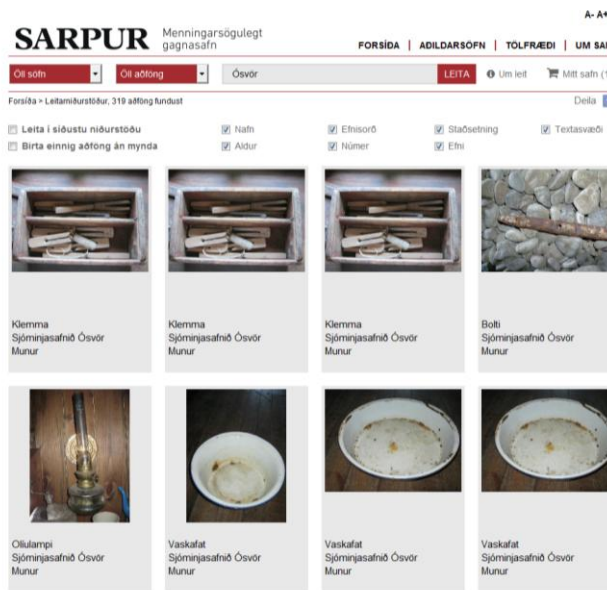 A- A+
SARPUR Menningarsögulegt
gagnasafn
FORSÍÐA | AÐILDARSÖFN | TÖLFRÆÐI | UM
Öll söfn Öll aðföng Ósvör LEITA Um leit Mitt safn
Forsíða > Leitarniðurstöður, 319 aðföng fundust Deila
Leita í síðustu niðurstöðu Nafn Efnisorð Staðsetning Textasvæði
Birta einnig aðföng án mynda Aldur Númer Efni
Klemma
Sjóminjasafnið Ósvör
Munur
Klemma
Sjóminjasafnið Ósvör
Munur
Klemma
Sjóminjasafnið Ósvör
Munur
Bolti
Sjóminjasafnið Ósvör
Munur
Olíulampi
Sjóminjasafnið Ósvör
Munur
Vaskafat
Sjóminjasafnið Ósvör
Munur
Vaskafat
Sjóminjasafnið Ósvör
Munur
Vaskafat
Sjóminjasafnið Ósvör
Munur